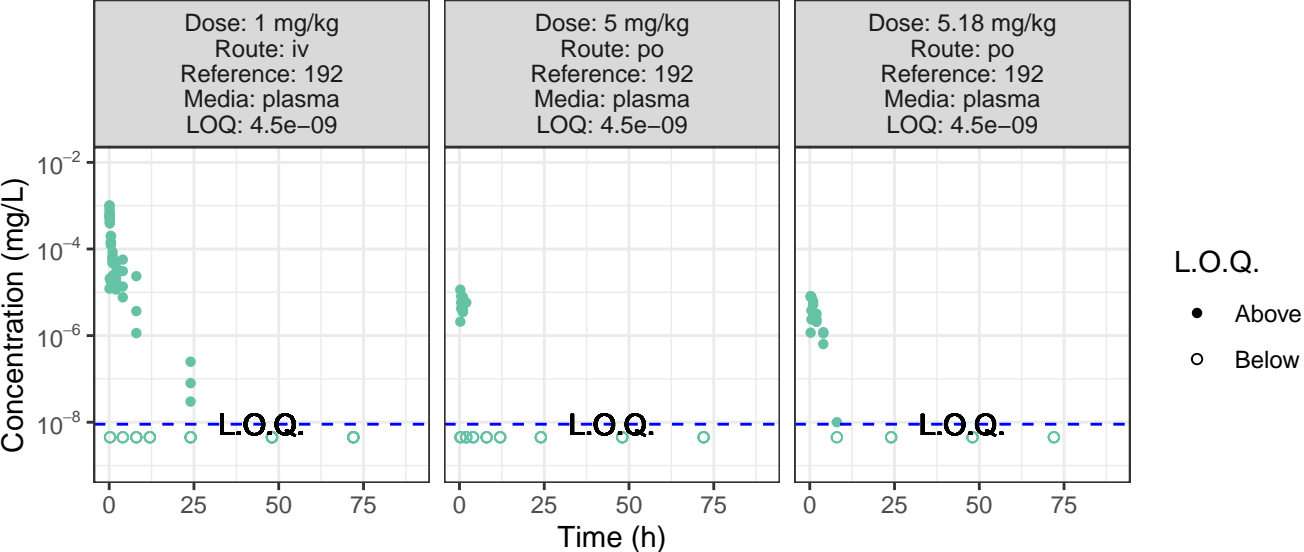 Dose: 1 mg/kg
Route: iv
Reference: 192
Media: plasma
LOQ: 4.5e−09
Dose: 5 mg/kg
Route: po
Reference: 192
Media: plasma
LOQ: 4.5e−09
Dose: 5.18 mg/kg
Route: po
Reference: 192
Media: plasma
LOQ: 4.5e−09
Concentration (mg/L)
10⁻²
10⁻⁴
10⁻⁶
10⁻⁸
L.O.Q.
L.O.Q.
L.O.Q.
0 25 50 75
0 25 50 75
0 25 50 75
Time (h)
L.O.Q.
Above
Below